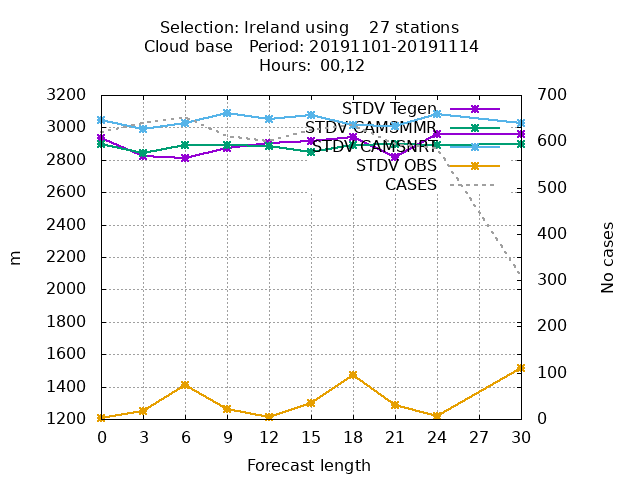 Selection: Ireland using 27 stations
Cloud base Period: 20191101-20191114
Hours: 00,12
3200
3000
2800
2600
2400
2200
2000
1800
1600
1400
1200
m
STDV Tegen
STDV CAMSMMR
STDV CAMSNRT
STDV OBS
CASES
700
600
500
400
300
200
100
0
No cases
0 3 6 9 12 15 18 21 24 27 30
Forecast length